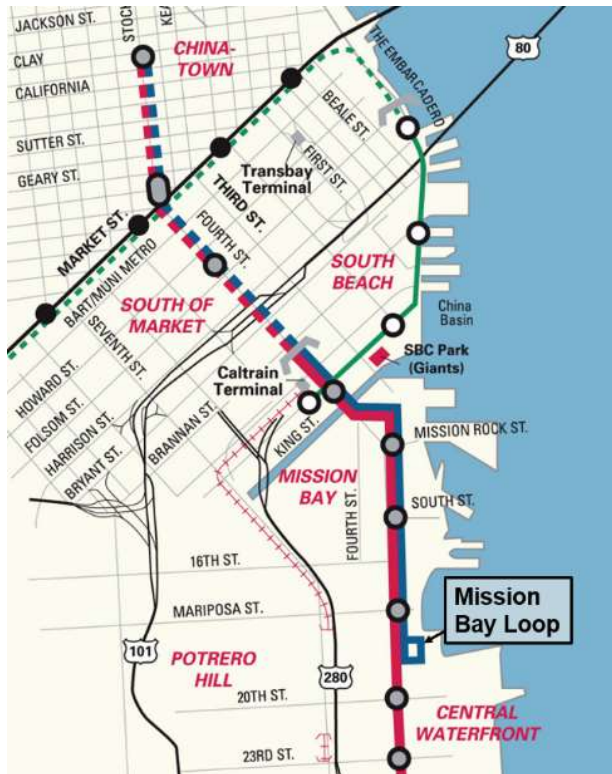 JACKSON ST.
STOCK
KE
CLAY
CHINA-
TOWN
CALIFORNIA
SUTTER ST.
GEARY ST.
THE EMBARCADERO
80
BEALE ST.
FIRST ST.
Transbay
Terminal
THIRD ST.
FOURTH ST.
MARKET ST.
BART/MUNI METRO
SOUTH OF
MARKET
SEVENTH ST.
SOUTH
BEACH
China
Basin
SBC Park
(Giants)
Caltrain
Terminal
HOWARD ST.
FOLSOM ST.
HARRISON ST.
BRYANT ST.
BRANNAN ST.
KING ST.
MISSION ROCK ST.
MISSION
BAY
SOUTH ST.
FOURTH ST.
16TH ST.
MARIPOSA ST.
Mission
Bay Loop
101
POTRERO
HILL
280
20TH ST.
CENTRAL
WATERFRONT
23RD ST.